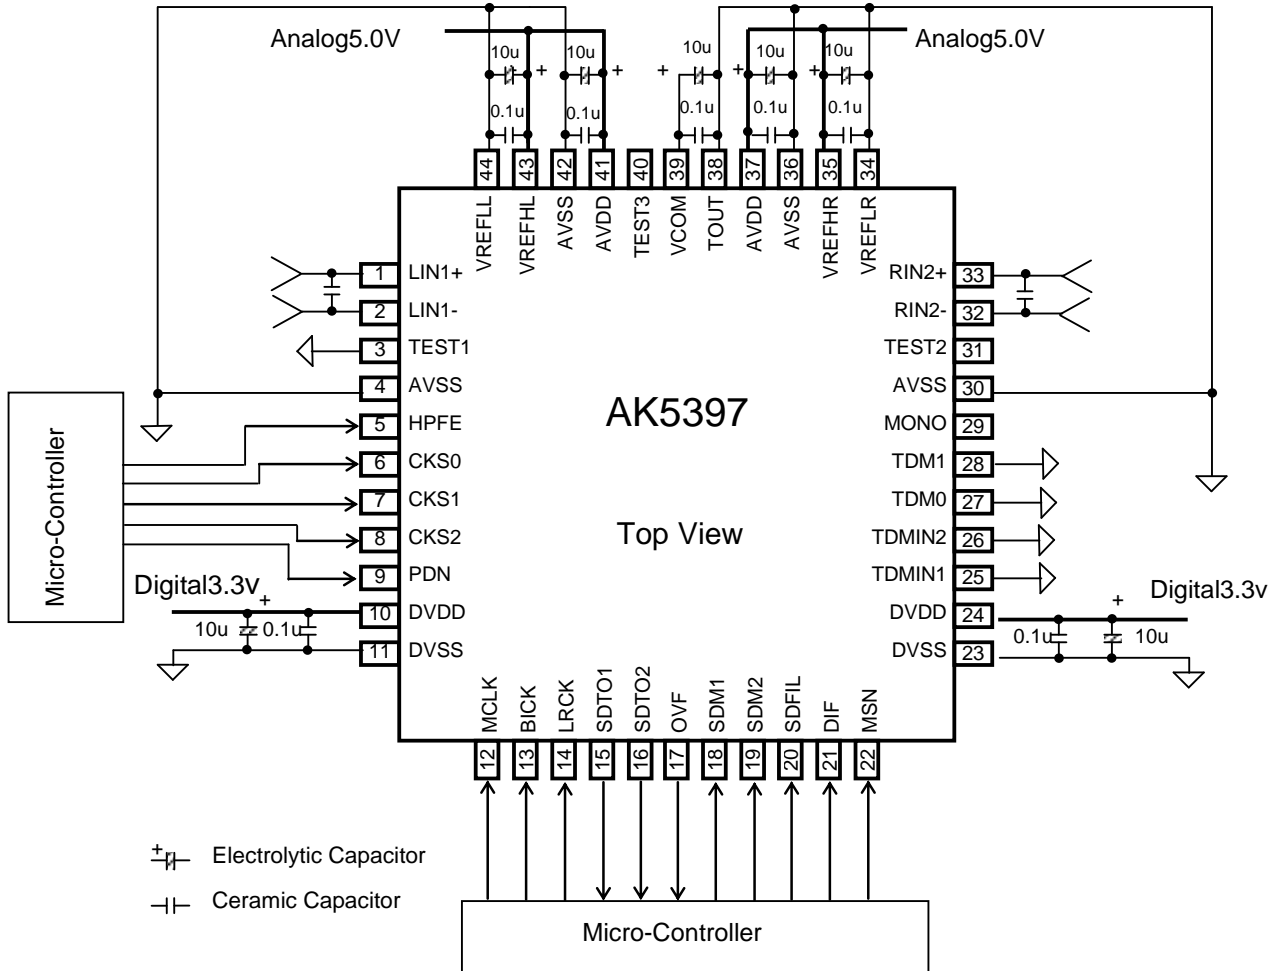 Analog5.0V
Analog5.0V
10u
+
10u
+
+
10u
+
10u
+
10u
0.1u
0.1u
0.1u
0.1u
0.1u
44
43
42
41
40
39
38
37
36
35
34
VREFLL
VREFHL
AVSS
AVDD
TEST3
VCOM
TOUT
AVDD
AVSS
VREFHR
VREFLR
1 LIN1+
2 LIN1-
3 TEST1
4 AVSS
5 HPFE
6 CKS0
7 CKS1
8 CKS2
9 PDN
10 DVDD
11 DVSS
RIN2+ 33
RIN2- 32
TEST2 31
AVSS 30
MONO 29
TDM1 28
TDM0 27
TDMIN2 26
TDMIN1 25
DVDD 24
DVSS 23
AK5397
Top View
Micro-Controller
Digital3.3v
+
10u
0.1u
Digital3.3v
+
0.1u
10u
MCLK
BICK
LRCK
SDTO1
SDTO2
OVF
SDM1
SDM2
SDFIL
DIF
MSN
12
13
14
15
16
17
18
19
20
21
22
+
Electrolytic Capacitor
Ceramic Capacitor
Micro-Controller